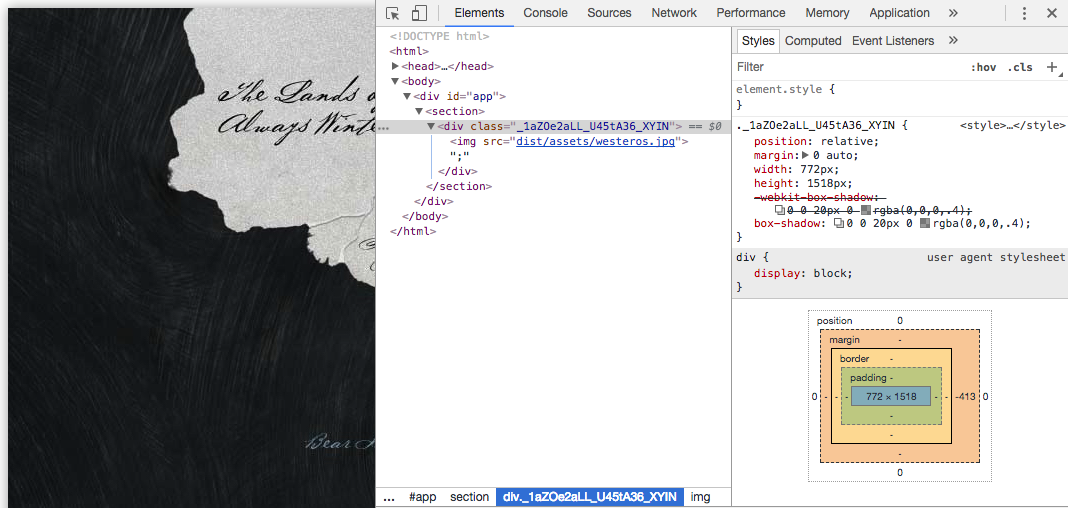 The Lands
Always Winte
Bear
Elements Console Sources Network Performance Memory Application »
<!DOCTYPE html>
<html>
<head>…</head>
<body>
<div id="app">
<section>
… <div class="_1aZOe2aLL_U45tA36_XYIN"> == $0
<img src="dist/assets/westeros.jpg">
";"
</div>
</section>
</div>
</body>
</html>
… #app section div._1aZOe2aLL_U45tA36_XYIN img
Styles Computed Event Listeners »
Filter :hov .cls +
element.style {
}
._1aZOe2aLL_U45tA36_XYIN { <style>…</style>
position: relative;
margin: 0 auto;
width: 772px;
height: 1518px;
-webkit-box-shadow:
0 0 20px 0 rgba(0,0,0,.4);
box-shadow: 0 0 20px 0 rgba(0,0,0,.4);
}
div { user agent stylesheet
display: block;
}
position 0
margin -
border -
padding -
0 - - - 772 × 1518 - - -413 0
-
-
-
0